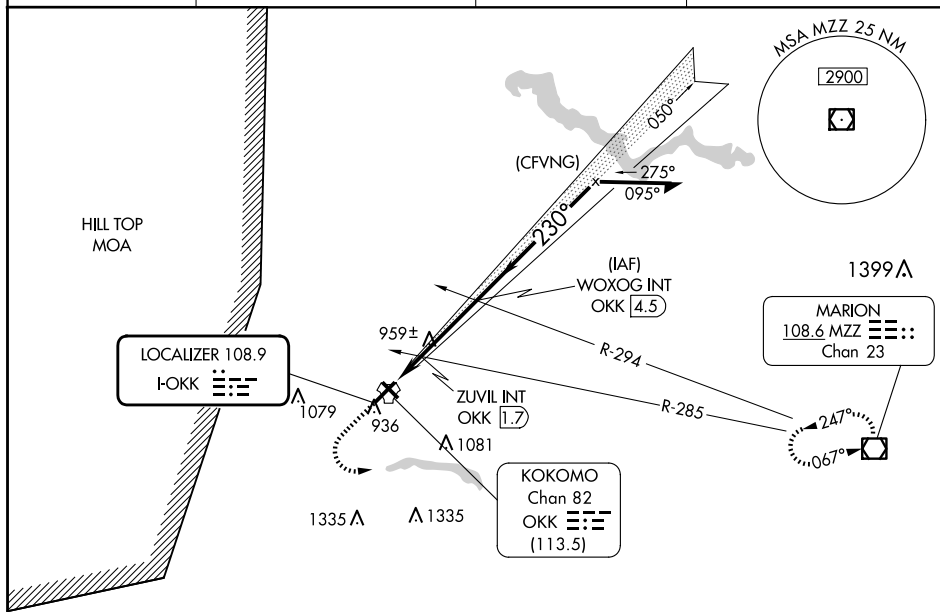 MSA MZZ 25 NM
2900
050°
(CFVNG)
275°
095°
230°
HILL TOP
MOA
(IAF)
WOXOG INT
OKK 4.5
1399
MARION
108.6 MZZ
Chan 23
959±
LOCALIZER 108.9
I-OKK
R-294
1079
936
ZUVIL INT
OKK 1.7
R-285
247°
067°
1081
KOKOMO
Chan 82
OKK
(113.5)
1335
1335